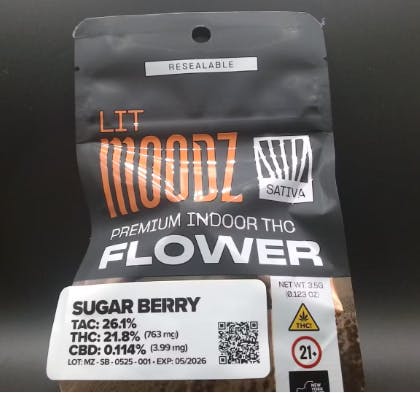 RESEALABLE
LIT
MOODZ
SATIVA
PREMIUM INDOOR THC
FLOWER
NET WT. 3.5G
(0.123 OZ)
SUGAR BERRY
TAC: 26.1%
THC: 21.8% (763 mg)
CBD: 0.114% (3.99 mg)
LOT: MZ - SB - 0525 - 001 • EXP: 05/2026
THC!
21+
NEW
YORK